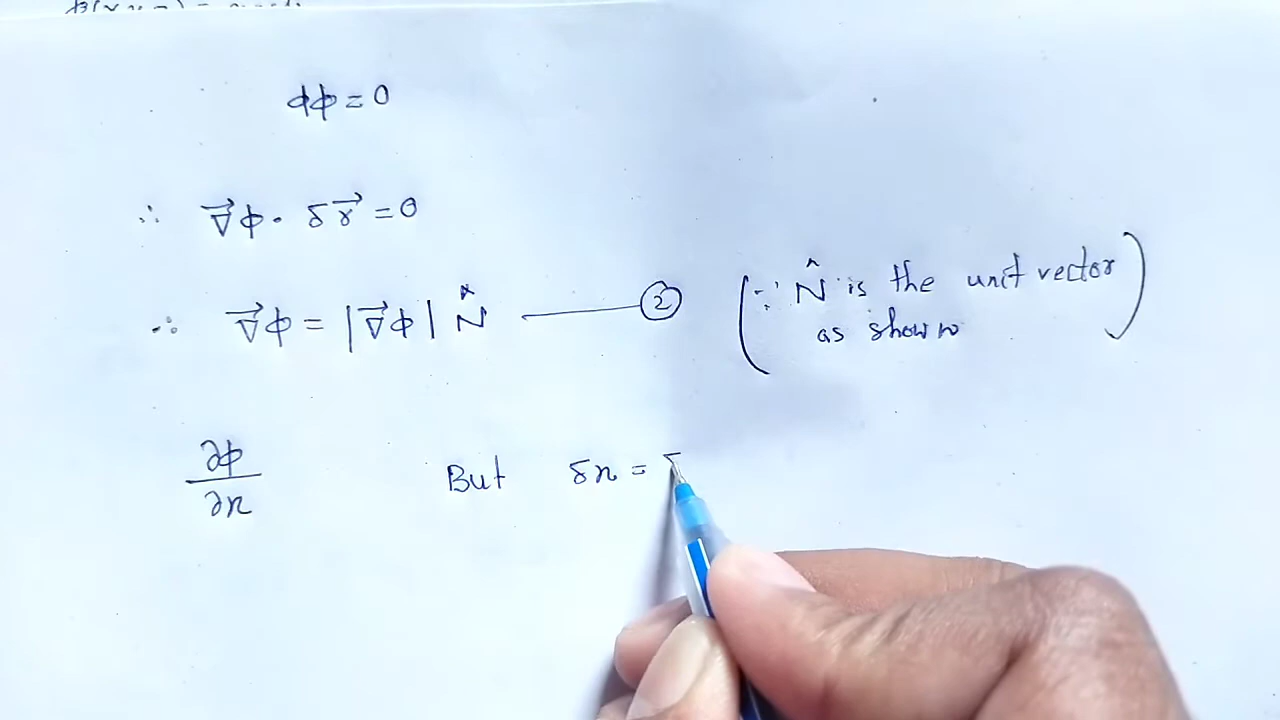 dϕ = 0
∴ ∇⃗ϕ · δr⃗ = 0
∴ ∇⃗ϕ = |∇⃗ϕ| N̂ ——— ② (∵ N̂ is the unit vector
as shown)
∂ϕ/∂n But δn = δ